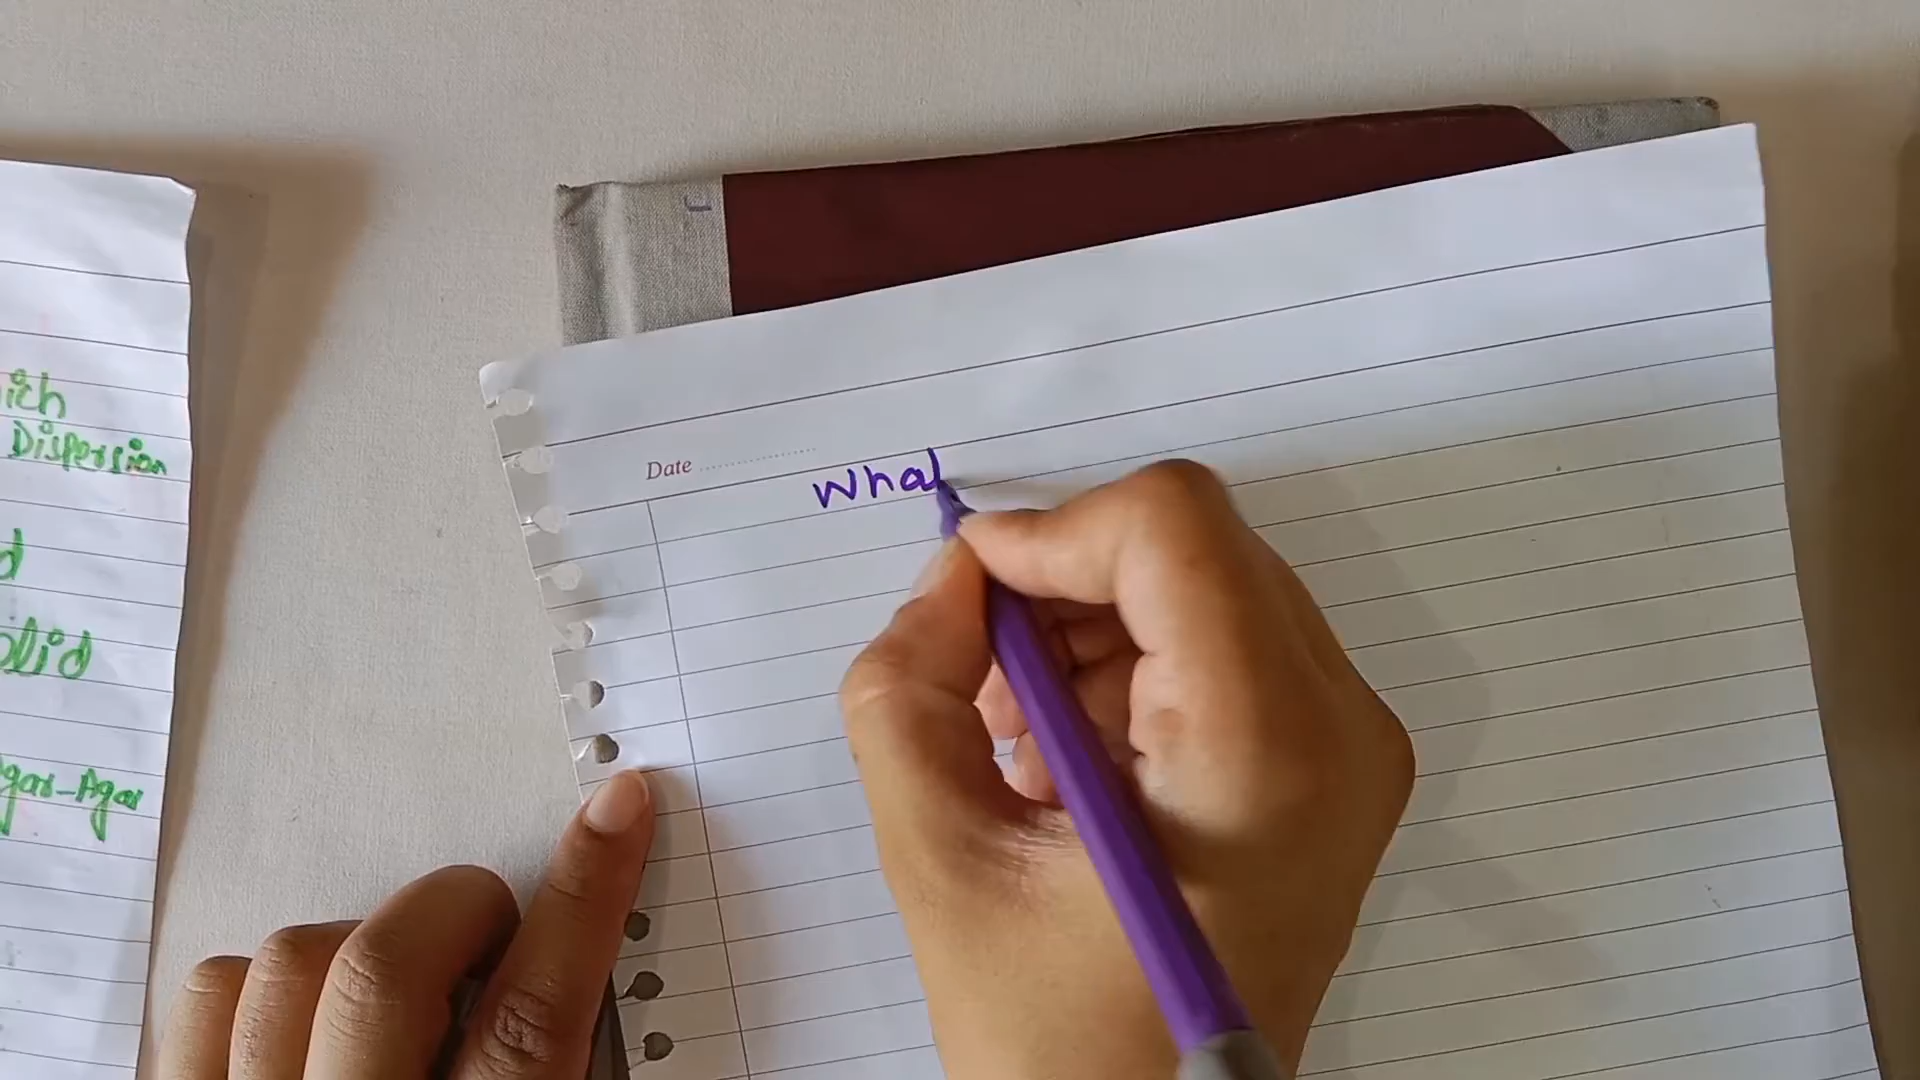 ich
Dispersion
d
olid
gar-Agar
Date
Wha